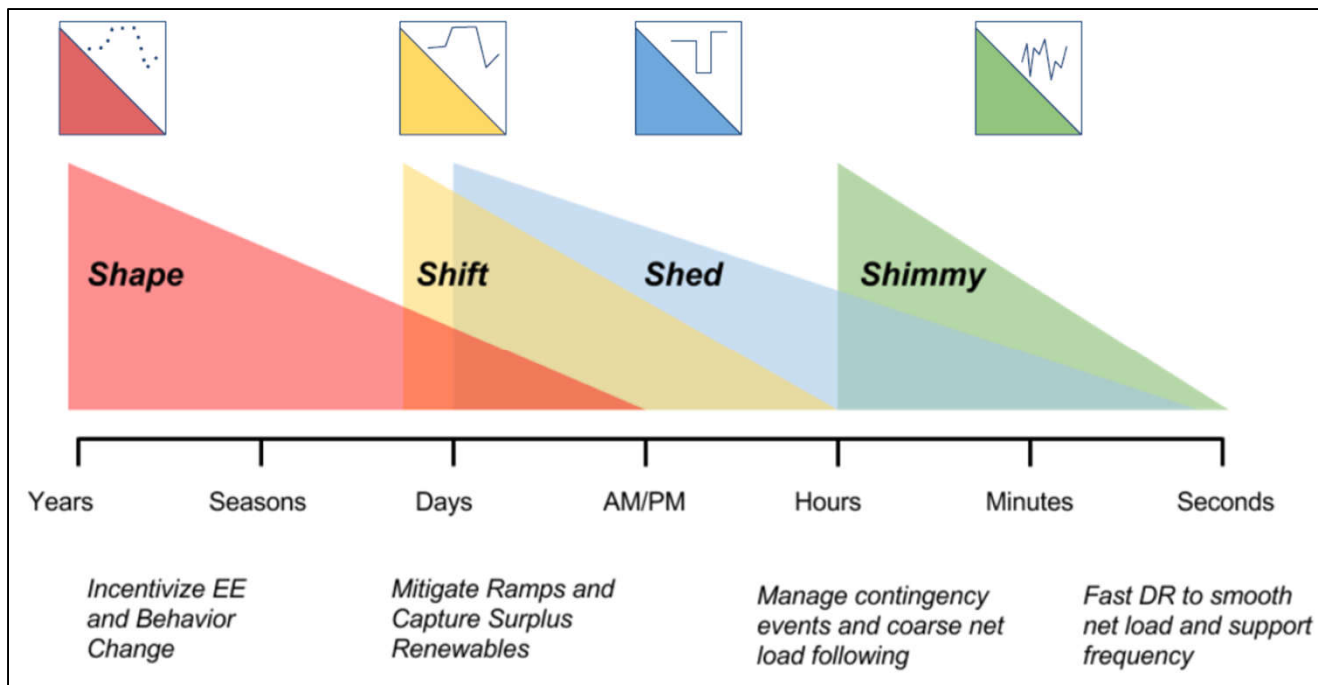 Shape
Shift
Shed
Shimmy
Years
Seasons
Days
AM/PM
Hours
Minutes
Seconds
Incentivize EE
and Behavior
Change
Mitigate Ramps and
Capture Surplus
Renewables
Manage contingency
events and coarse net
load following
Fast DR to smooth
net load and support
frequency